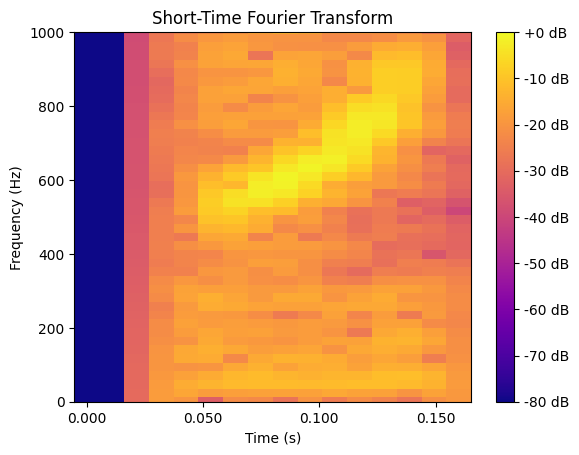 Short-Time Fourier Transform
Frequency (Hz)
1000
800
600
400
200
0
0.000
0.050
0.100
0.150
Time (s)
+0 dB
-10 dB
-20 dB
-30 dB
-40 dB
-50 dB
-60 dB
-70 dB
-80 dB